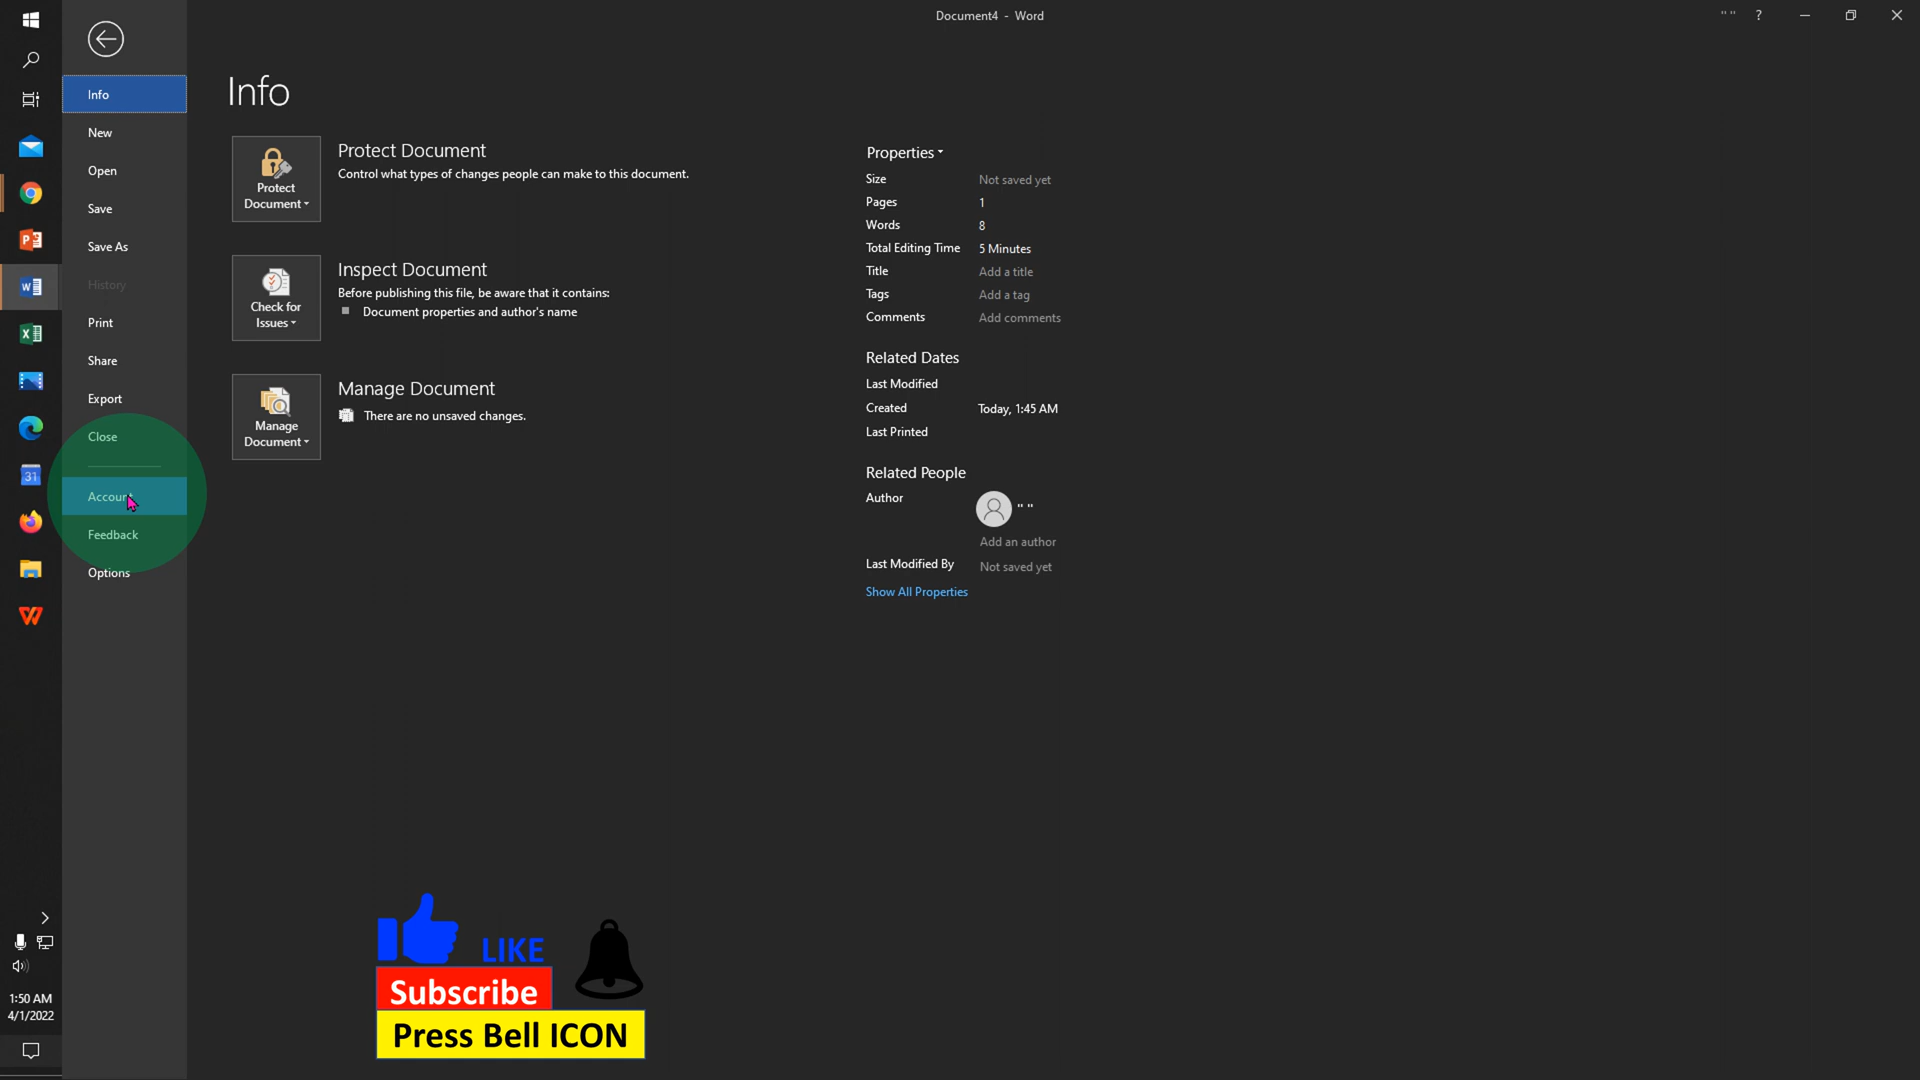 Document4 - Word
" "
?
Info
New
Open
Save
Save As
History
Print
Share
Export
Close
Account
Feedback
Options
Info
Protect Document
Control what types of changes people can make to this document.
Protect
Document
Inspect Document
Before publishing this file, be aware that it contains:
Document properties and author's name
Check for
Issues
Manage Document
There are no unsaved changes.
Manage
Document
Properties
Size Not saved yet
Pages 1
Words 8
Total Editing Time 5 Minutes
Title Add a title
Tags Add a tag
Comments Add comments
Related Dates
Last Modified
Created Today, 1:45 AM
Last Printed
Related People
Author " "
Add an author
Last Modified By Not saved yet
Show All Properties
P
W
X
31
W
1:50 AM
4/1/2022
LIKE
Subscribe
Press Bell ICON